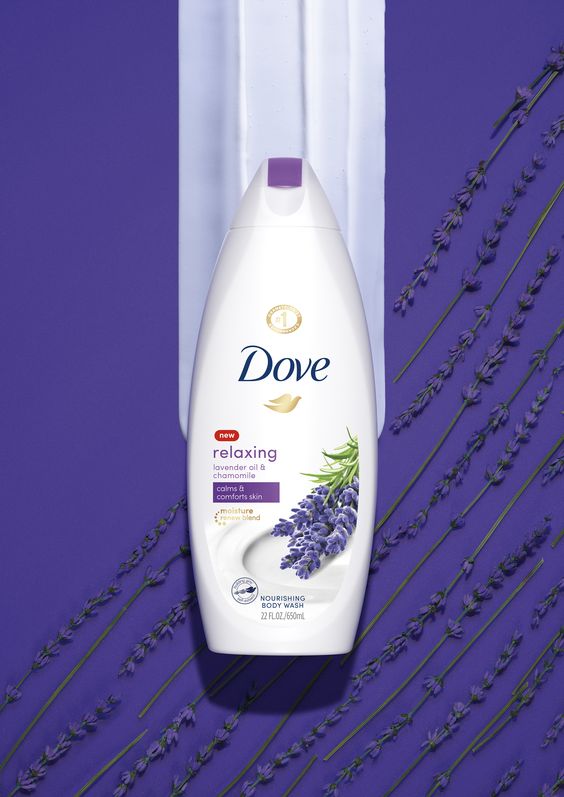 #1
Dove
new
relaxing
lavender oil &
chamomile
calms &
comforts skin
moisture
renew blend
NOURISHING
BODY WASH
22 FL.OZ./650mL